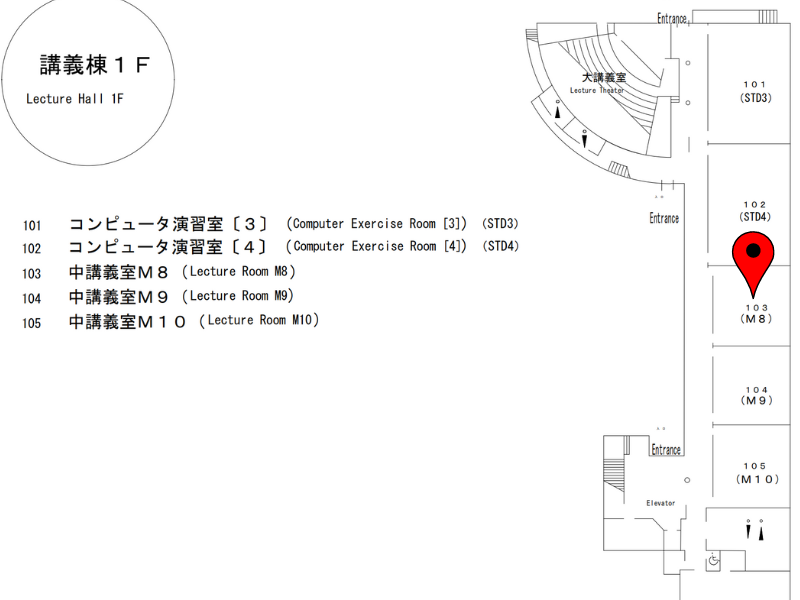 講義棟１Ｆ
Lecture Hall 1F
Entrance
大講義室
Lecture Theater
１０１
(STD3)
１０２
(STD4)
Entrance
101 コンピュータ演習室〔３〕 (Computer Exercise Room [3]) (STD3)
102 コンピュータ演習室〔４〕 (Computer Exercise Room [4]) (STD4)
103 中講義室Ｍ８ (Lecture Room M8)
104 中講義室Ｍ９ (Lecture Room M9)
105 中講義室Ｍ１０ (Lecture Room M10)
１０３
(Ｍ８)
１０４
(Ｍ９)
Entrance
１０５
(Ｍ１０)
Elevator